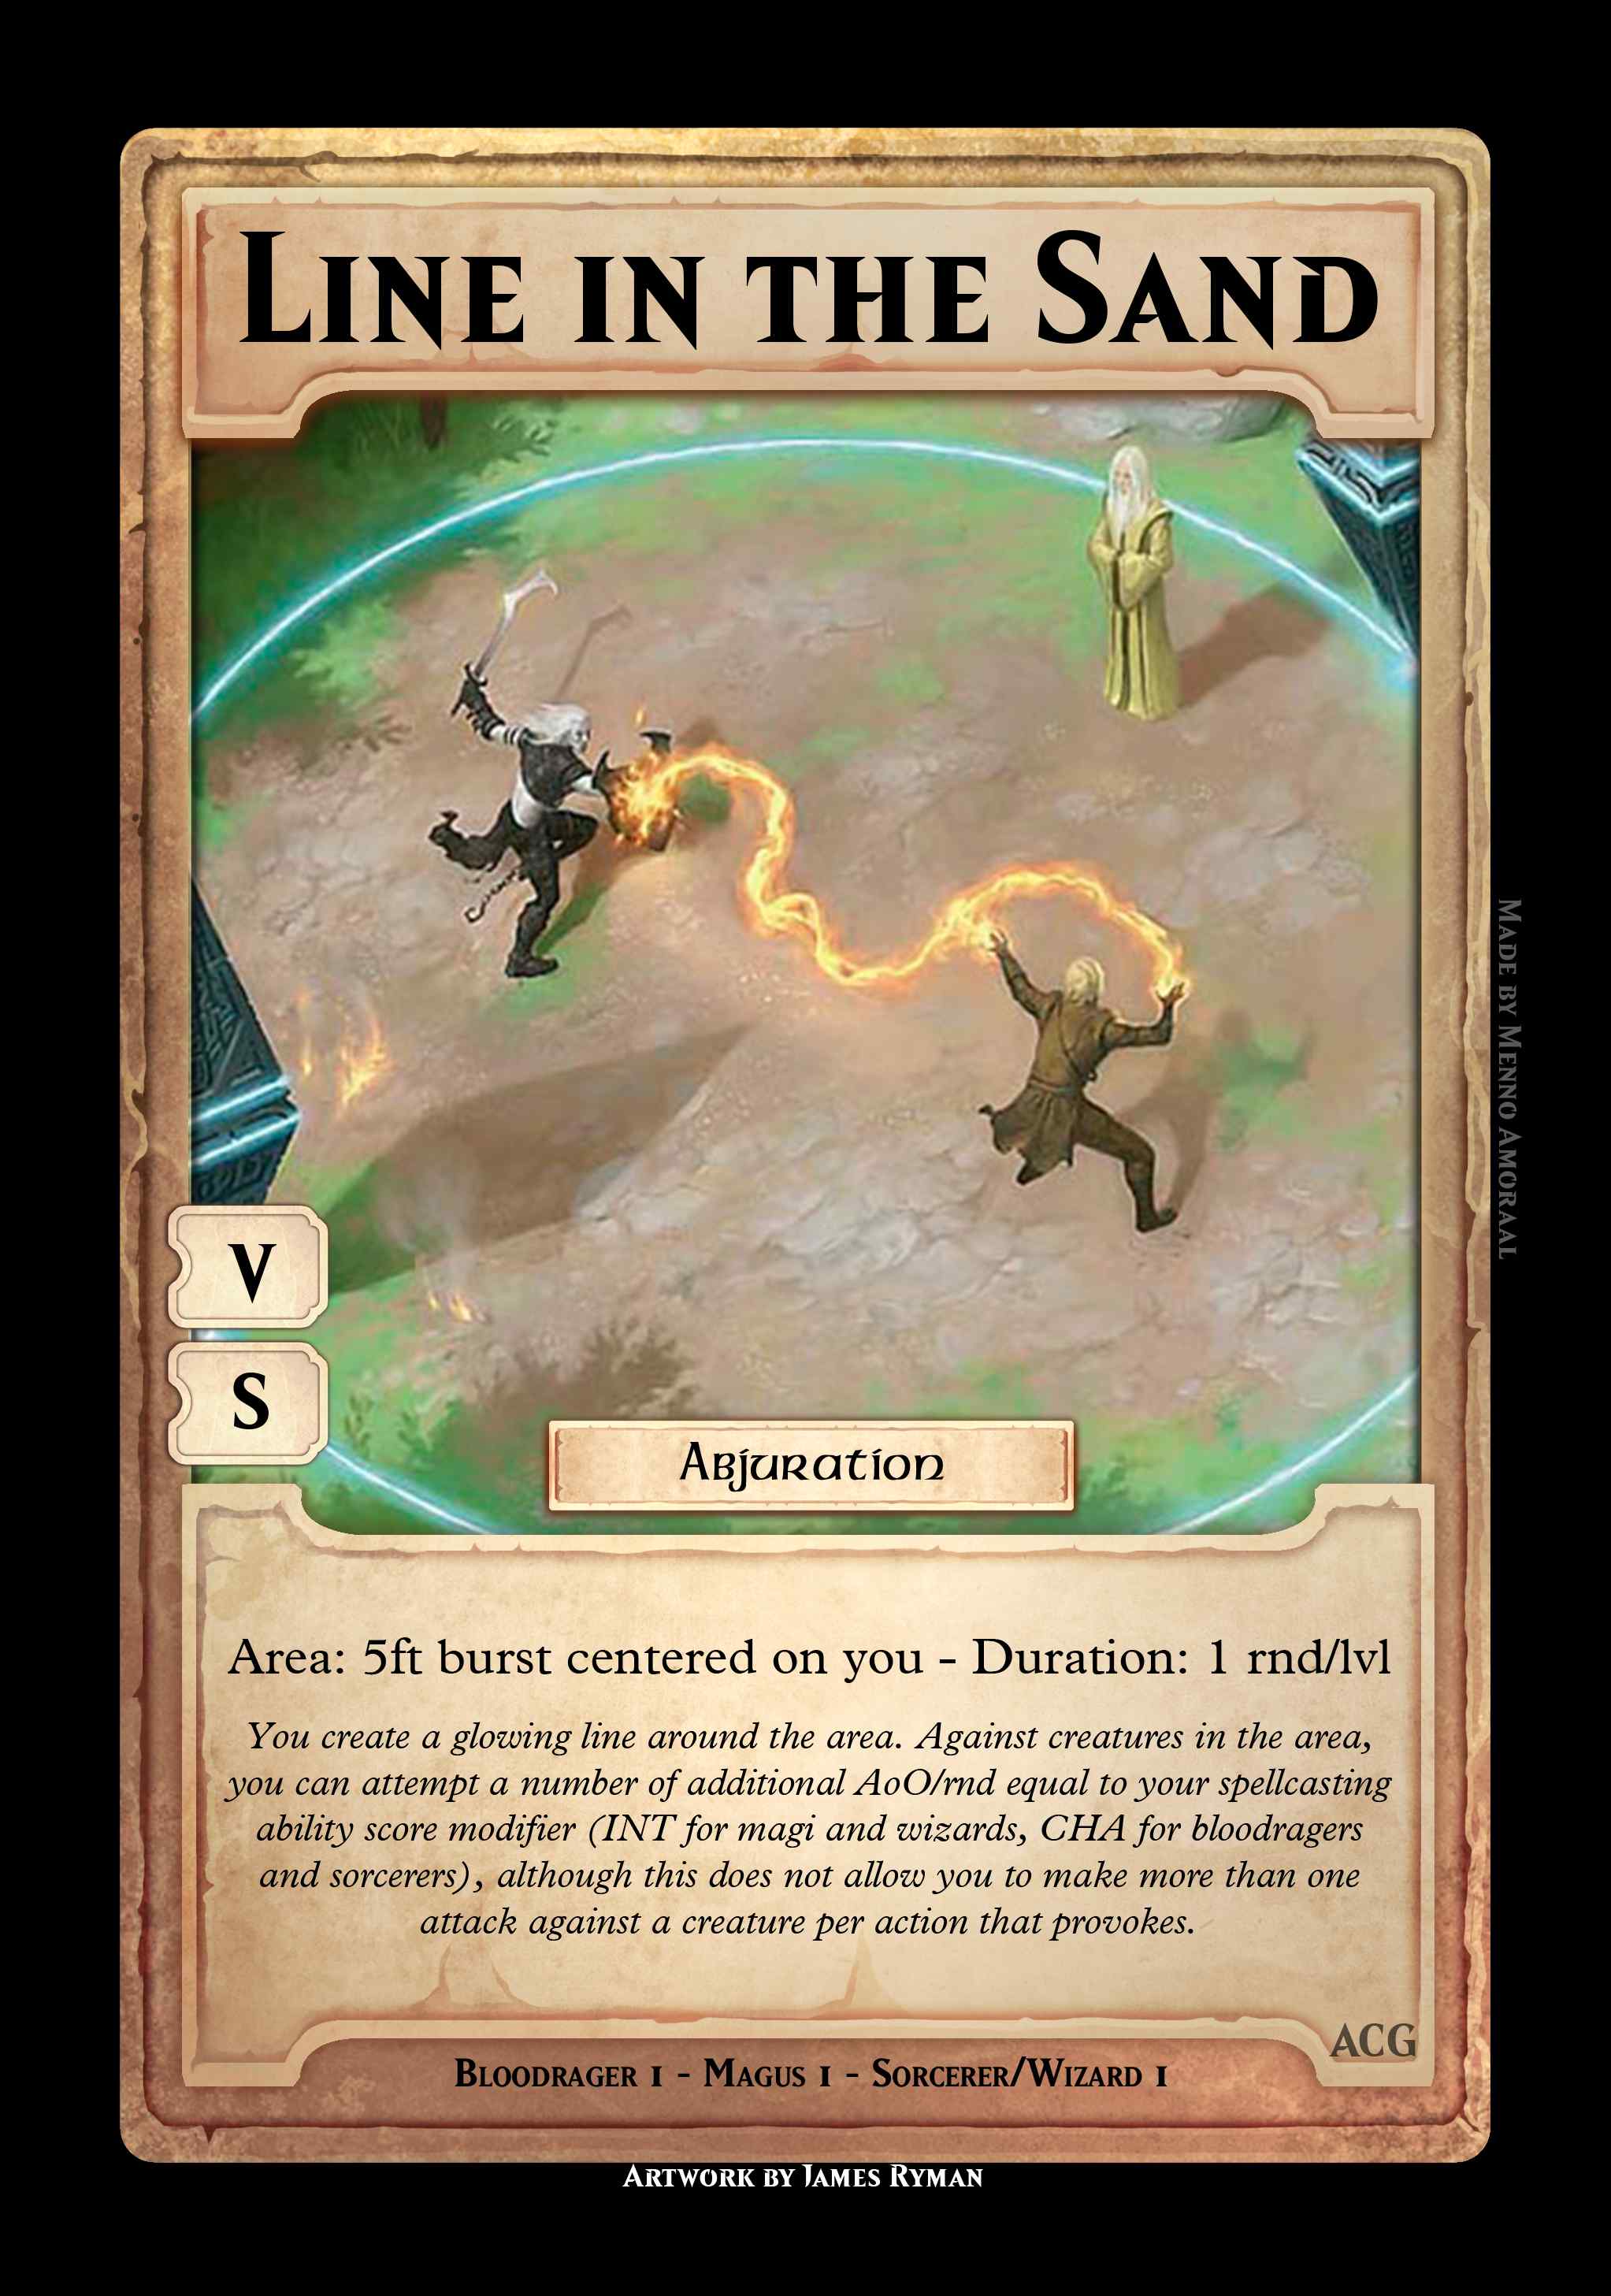 Line in the Sand
V
S
Abjuration
Area: 5ft burst centered on you - Duration: 1 rnd/lvl
You create a glowing line around the area. Against creatures in the area,
you can attempt a number of additional AoO/rnd equal to your spellcasting
ability score modifier (INT for magi and wizards, CHA for bloodragers
and sorcerers), although this does not allow you to make more than one
attack against a creature per action that provokes.
ACG
Bloodrager 1 - Magus 1 - Sorcerer/Wizard 1
Artwork by James Ryman
Made by Menno Amoraal